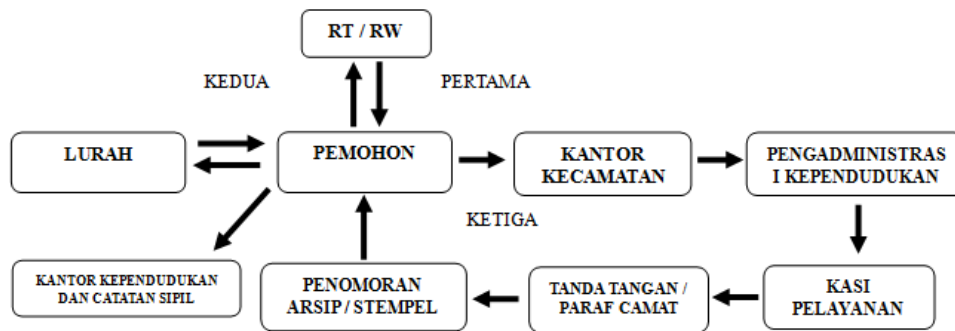 RT / RW
KEDUA
PERTAMA
LURAH
PEMOHON
KANTOR
KECAMATAN
PENGADMINISTRAS
I KEPENDUDUKAN
KETIGA
KANTOR KEPENDUDUKAN
DAN CATATAN SIPIL
PENOMORAN
ARSIP / STEMPEL
TANDA TANGAN /
PARAF CAMAT
KASI
PELAYANAN